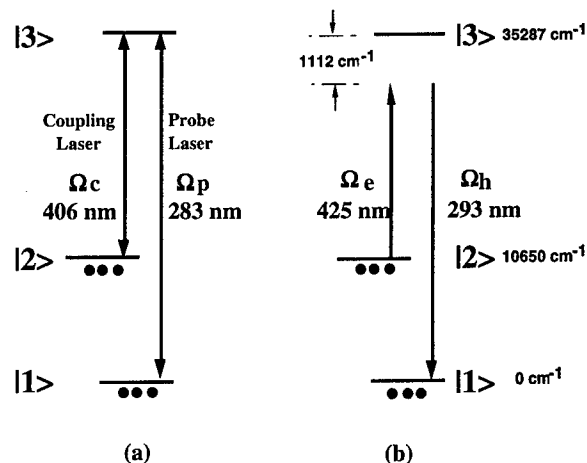 |3>
Coupling
Laser
Probe
Laser
Ωc
406 nm
Ωp
283 nm
|2>
|1>
(a)
|3> 35287 cm-1
1112 cm-1
Ωe
425 nm
Ωh
293 nm
|2> 10650 cm-1
|1> 0 cm-1
(b)